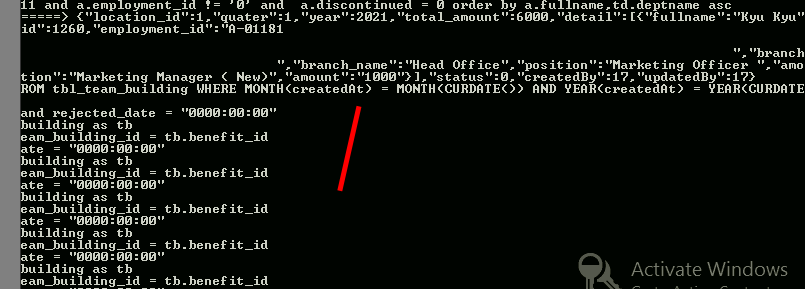 11 and a.employment_id != '0' and  a.discontinued = 0 order by a.fullname,td.deptname asc
=====> {"location_id":1,"quater":1,"year":2021,"total_amount":6000,"detail":[{"fullname":"Kyu Kyu"
id":1260,"employment_id":"A-01181
","branch
","branch_name":"Head Office","position":"Marketing Officer ","amo
tion":"Marketing Manager ( New)","amount":"1000"}],"status":0,"createdBy":17,"updatedBy":17}
ROM tbl_team_building WHERE MONTH(createdAt) = MONTH(CURDATE()) AND YEAR(createdAt) = YEAR(CURDATE
and rejected_date = "0000:00:00"
building as tb
eam_building_id = tb.benefit_id
ate = "0000:00:00"
building as tb
eam_building_id = tb.benefit_id
ate = "0000:00:00"
building as tb
eam_building_id = tb.benefit_id
ate = "0000:00:00"
building as tb
eam_building_id = tb.benefit_id
ate = "0000:00:00"
building as tb
eam_building_id = tb.benefit_id
Activate Windows